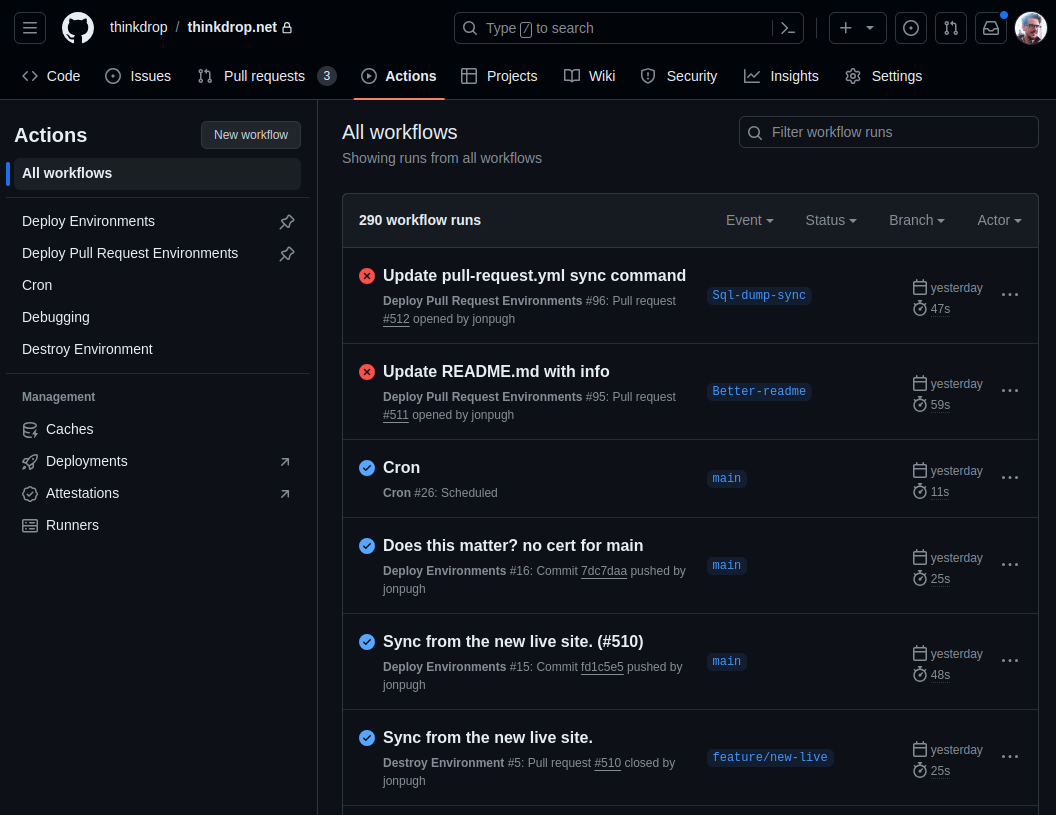 thinkdrop / thinkdrop.net
Type / to search
Code
Issues
Pull requests 3
Actions
Projects
Wiki
Security
Insights
Settings
Actions
New workflow
All workflows
Deploy Environments
Deploy Pull Request Environments
Cron
Debugging
Destroy Environment
Management
Caches
Deployments
Attestations
Runners
All workflows
Showing runs from all workflows
Filter workflow runs
290 workflow runs
Event
Status
Branch
Actor
Update pull-request.yml sync command
Deploy Pull Request Environments #96: Pull request
#512 opened by jonpugh
Sql-dump-sync
yesterday
47s
Update README.md with info
Deploy Pull Request Environments #95: Pull request
#511 opened by jonpugh
Better-readme
yesterday
59s
Cron
Cron #26: Scheduled
main
yesterday
11s
Does this matter? no cert for main
Deploy Environments #16: Commit 7dc7daa pushed by
jonpugh
main
yesterday
25s
Sync from the new live site. (#510)
Deploy Environments #15: Commit fd1c5e5 pushed by
jonpugh
main
yesterday
48s
Sync from the new live site.
Destroy Environment #5: Pull request #510 closed by
jonpugh
feature/new-live
yesterday
25s